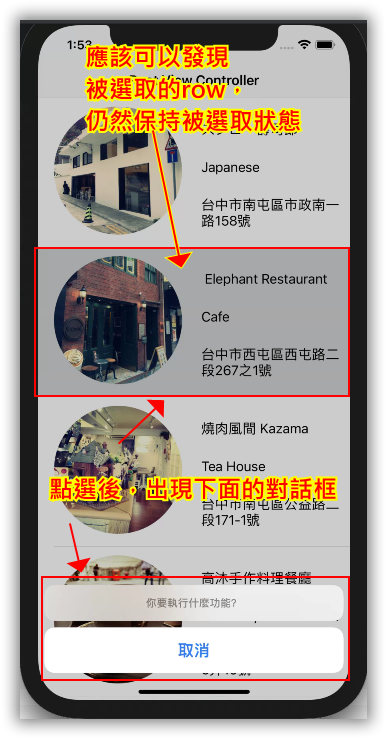 1:53
應該可以發現
被選取的row，
仍然保持被選取狀態
View Controller
Japanese
台中市南屯區市政南一
路158號
Elephant Restaurant
Cafe
台中市西屯區西屯路二
段267之1號
燒肉風間 Kazama
Tea House
點選後，出現下面的對話框
台中市南屯區公益路二
段171-1號
高沐手作料理餐廳
你要執行什麼功能?
取消